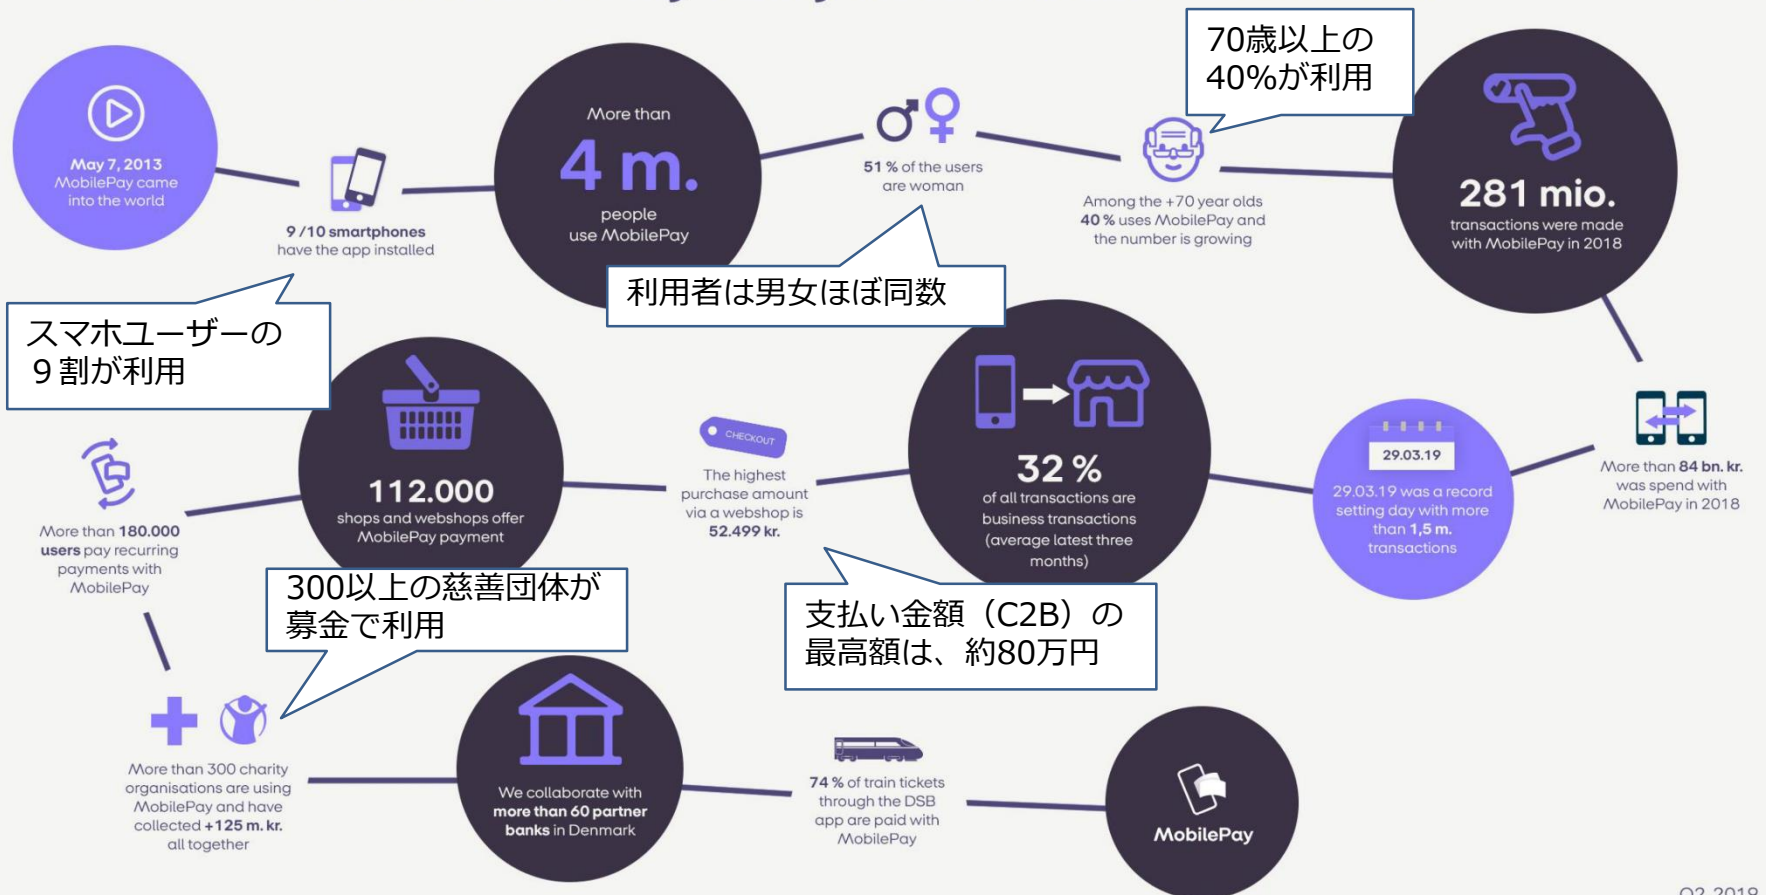 May 7, 2013
MobilePay came
into the world
9 /10 smartphones
have the app installed
スマホユーザーの
９割が利用
More than
4 m.
people
use MobilePay
51 % of the users
are woman
利用者は男女ほぼ同数
70歳以上の
40%が利用
Among the +70 year olds
40 % uses MobilePay and
the number is growing
281 mio.
transactions were made
with MobilePay in 2018
More than 84 bn. kr.
was spend with
MobilePay in 2018
29.03.19
29.03.19 was a record
setting day with more
than 1,5 m.
transactions
32 %
of all transactions are
business transactions
(average latest three
months)
CHECKOUT
The highest
purchase amount
via a webshop is
52.499 kr.
支払い金額（C2B）の
最高額は、約80万円
112.000
shops and webshops offer
MobilePay payment
More than 180.000
users pay recurring
payments with
MobilePay
300以上の慈善団体が
募金で利用
More than 300 charity
organisations are using
MobilePay and have
collected +125 m. kr.
all together
We collaborate with
more than 60 partner
banks in Denmark
74 % of train tickets
through the DSB
app are paid with
MobilePay
MobilePay